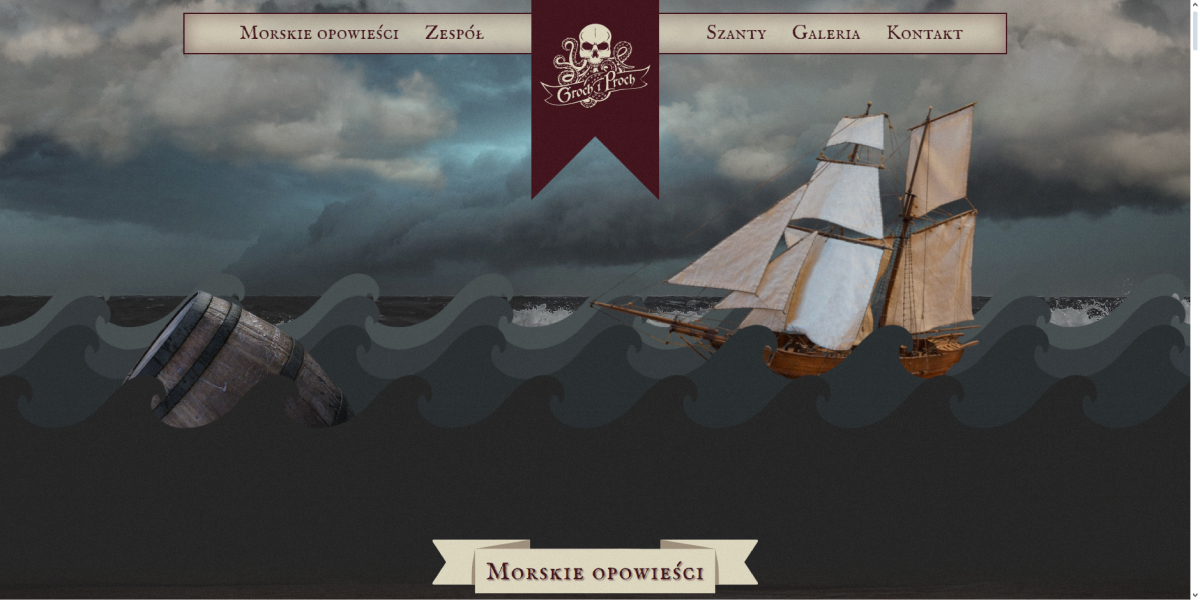 Morskie opowieści
Zespół
Groch i Proch
Szanty
Galeria
Kontakt
Morskie opowieści